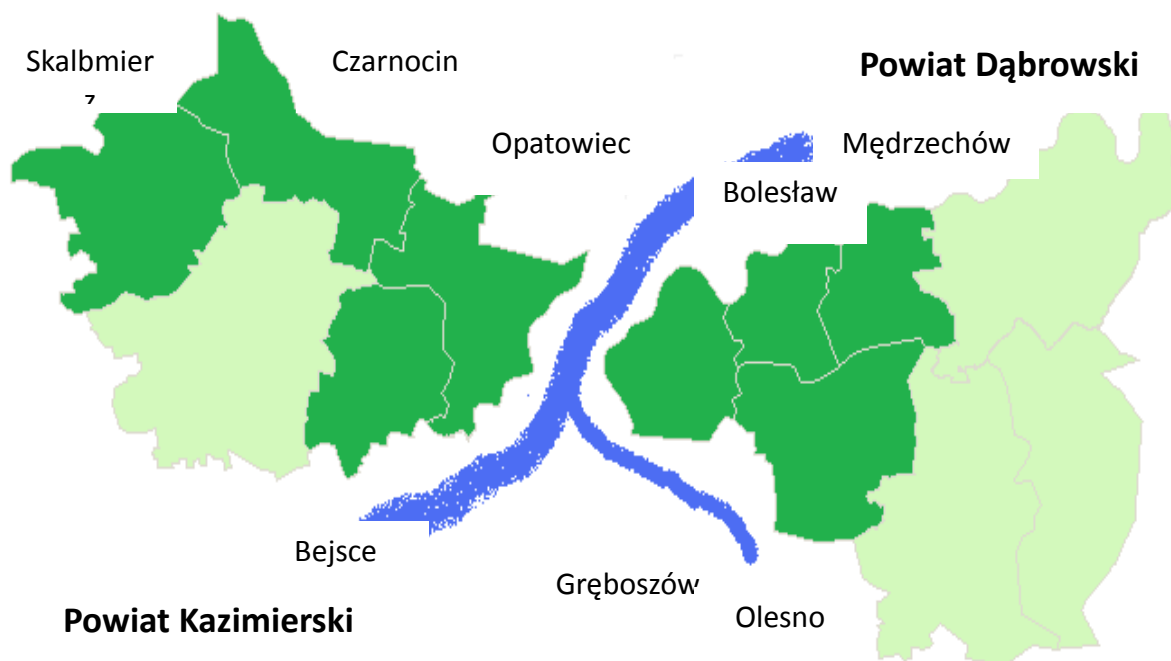 Skalbmier
z
Czarnocin
Powiat Dąbrowski
Opatowiec
Mędrzechów
Bolesław
Bejsce
Gręboszów
Powiat Kazimierski
Olesno